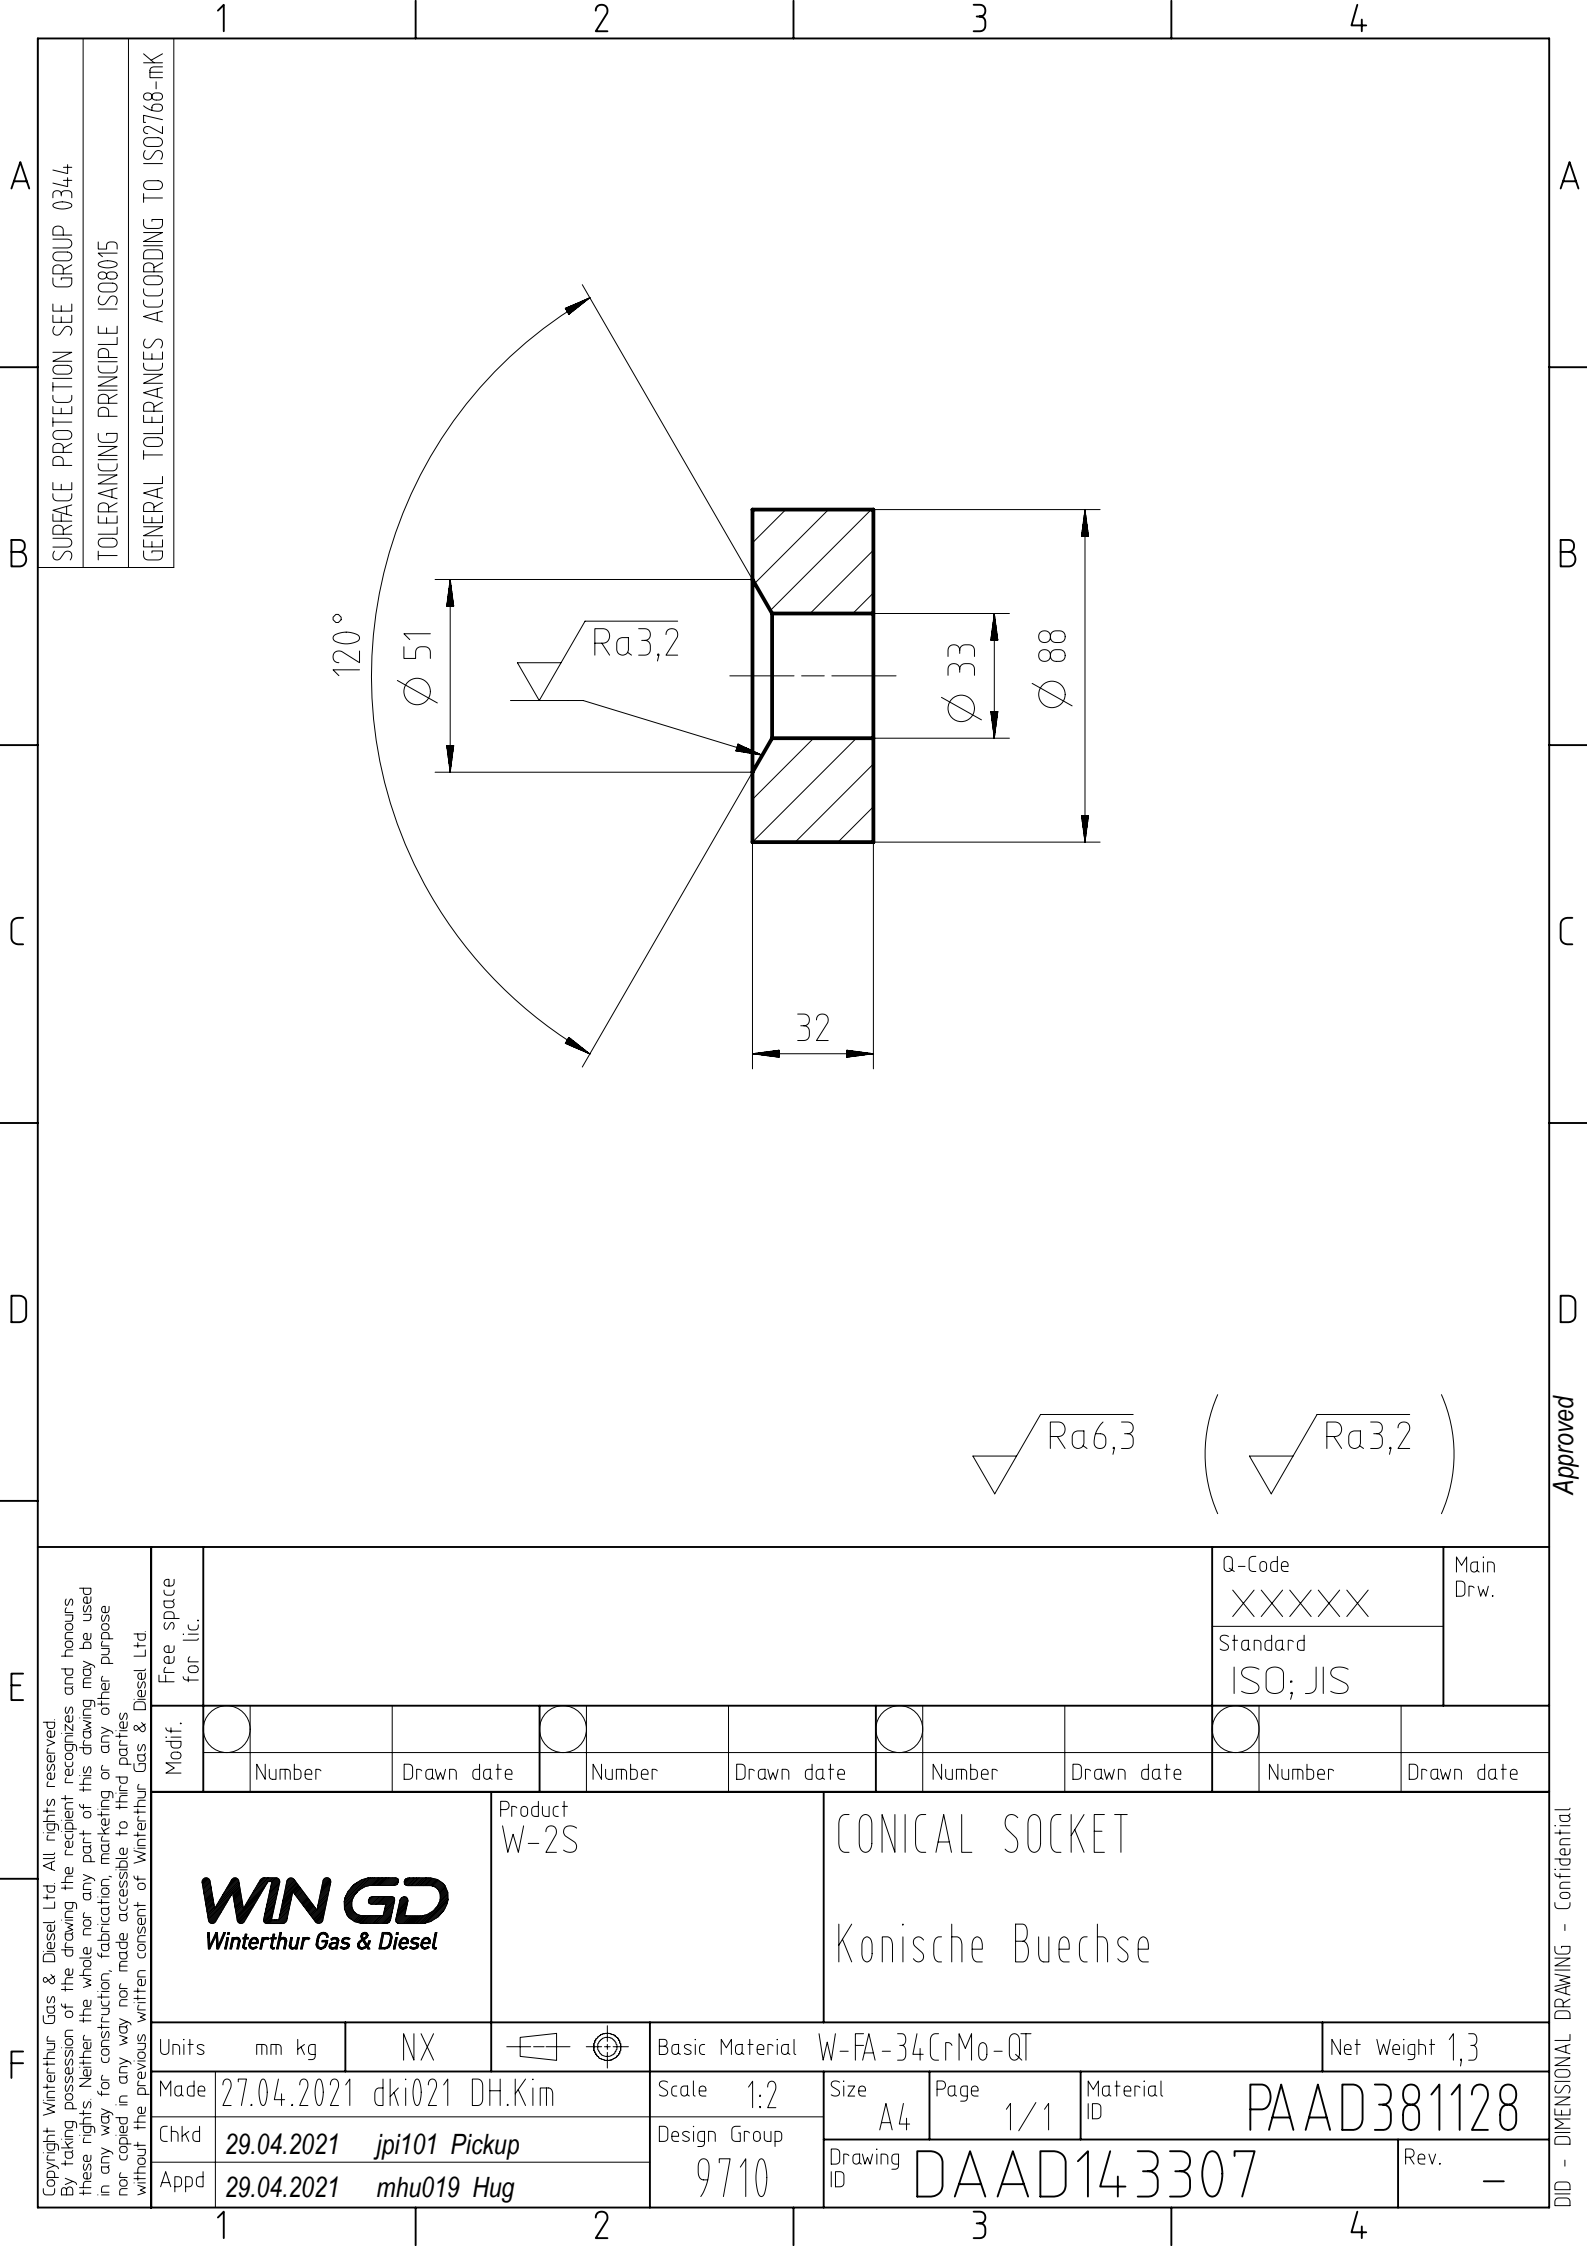 1 2 3 4
A A
B B
C C
D D
E
F
SURFACE PROTECTION SEE GROUP 0344
TOLERANCING PRINCIPLE ISO8015
GENERAL TOLERANCES ACCORDING TO ISO2768-mK
120°
Ø 51
Ra3,2
Ø 33
Ø 88
32
Ra6,3 ( Ra3,2 )
Approved
Copyright Winterthur Gas & Diesel Ltd. All rights reserved.
By taking possession of the drawing the recipient recognizes and honours
these rights. Neither the whole nor any part of this drawing may be used
in any way for construction, fabrication, marketing or any other purpose
nor copied in any way nor made accessible to third parties
without the previous written consent of Winterthur Gas & Diesel Ltd.
Free space
for lic.
Q-Code
XXXXX
Main
Drw.
Standard
ISO; JIS
Modif.
Number Drawn date Number Drawn date Number Drawn date Number Drawn date
WIN GD
Winterthur Gas & Diesel
Product
W-2S
CONICAL SOCKET
Konische Buechse
Units mm kg NX
Basic Material W-FA-34CrMo-QT
Net Weight 1,3
Made 27.04.2021 dki021 DH.Kim
Chkd 29.04.2021 jpi101 Pickup
Appd 29.04.2021 mhu019 Hug
Scale 1:2
Design Group
9710
Size
A4
Page
1/1
Material
ID
PAAD381128
Drawing
ID
DAAD143307
Rev.
-
DID - DIMENSIONAL DRAWING - Confidential
1 2 3 4